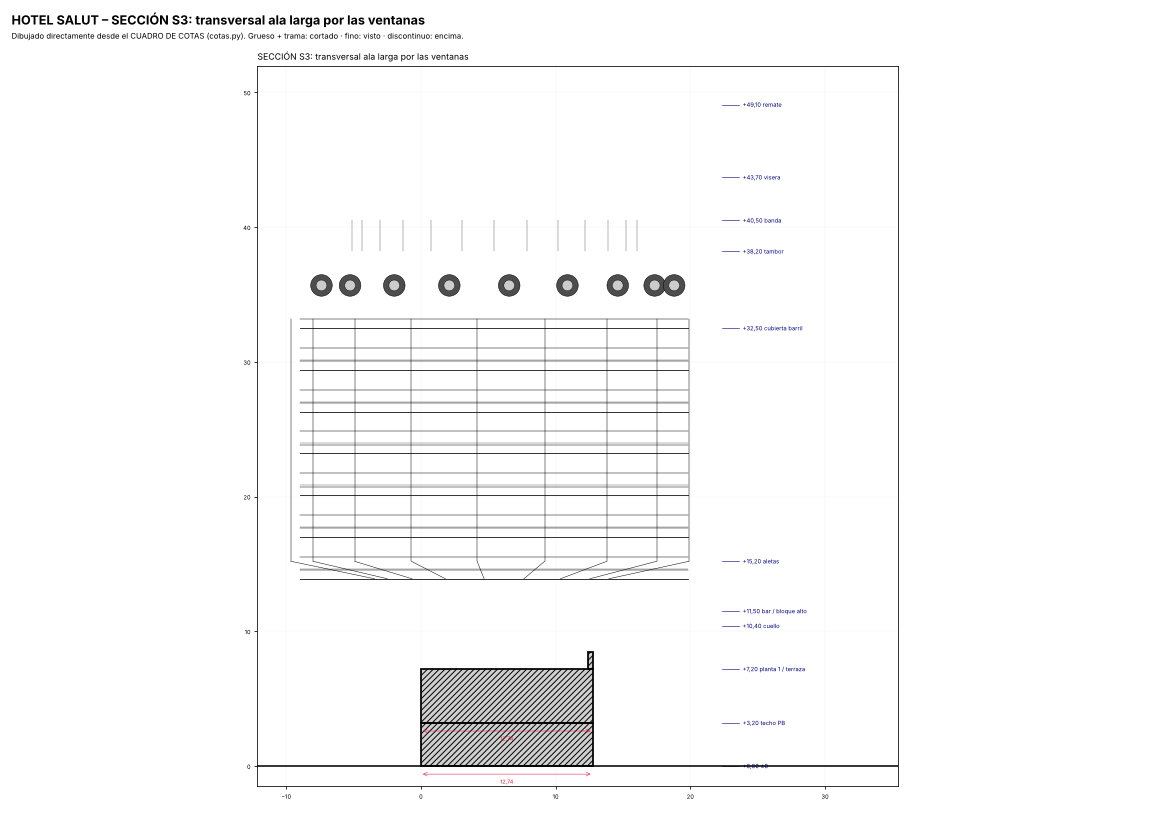 HOTEL SALUT – SECCIÓN S3: transversal ala larga por las ventanas
Dibujado directamente desde el CUADRO DE COTAS (cotas.py). Grueso + trama: cortado · fino: visto · discontinuo: encima.
SECCIÓN S3: transversal ala larga por las ventanas
50
+49,10 remate
+43,70 visera
40
+40,50 banda
+38,20 tambor
+32,50 cubierta barril
30
20
+15,20 aletas
+11,50 bar / bloque alto
10
+10,40 cuello
+7,20 planta 1 / terraza
+3,20 techo PB
0
12,74
−10
0
10
20
30